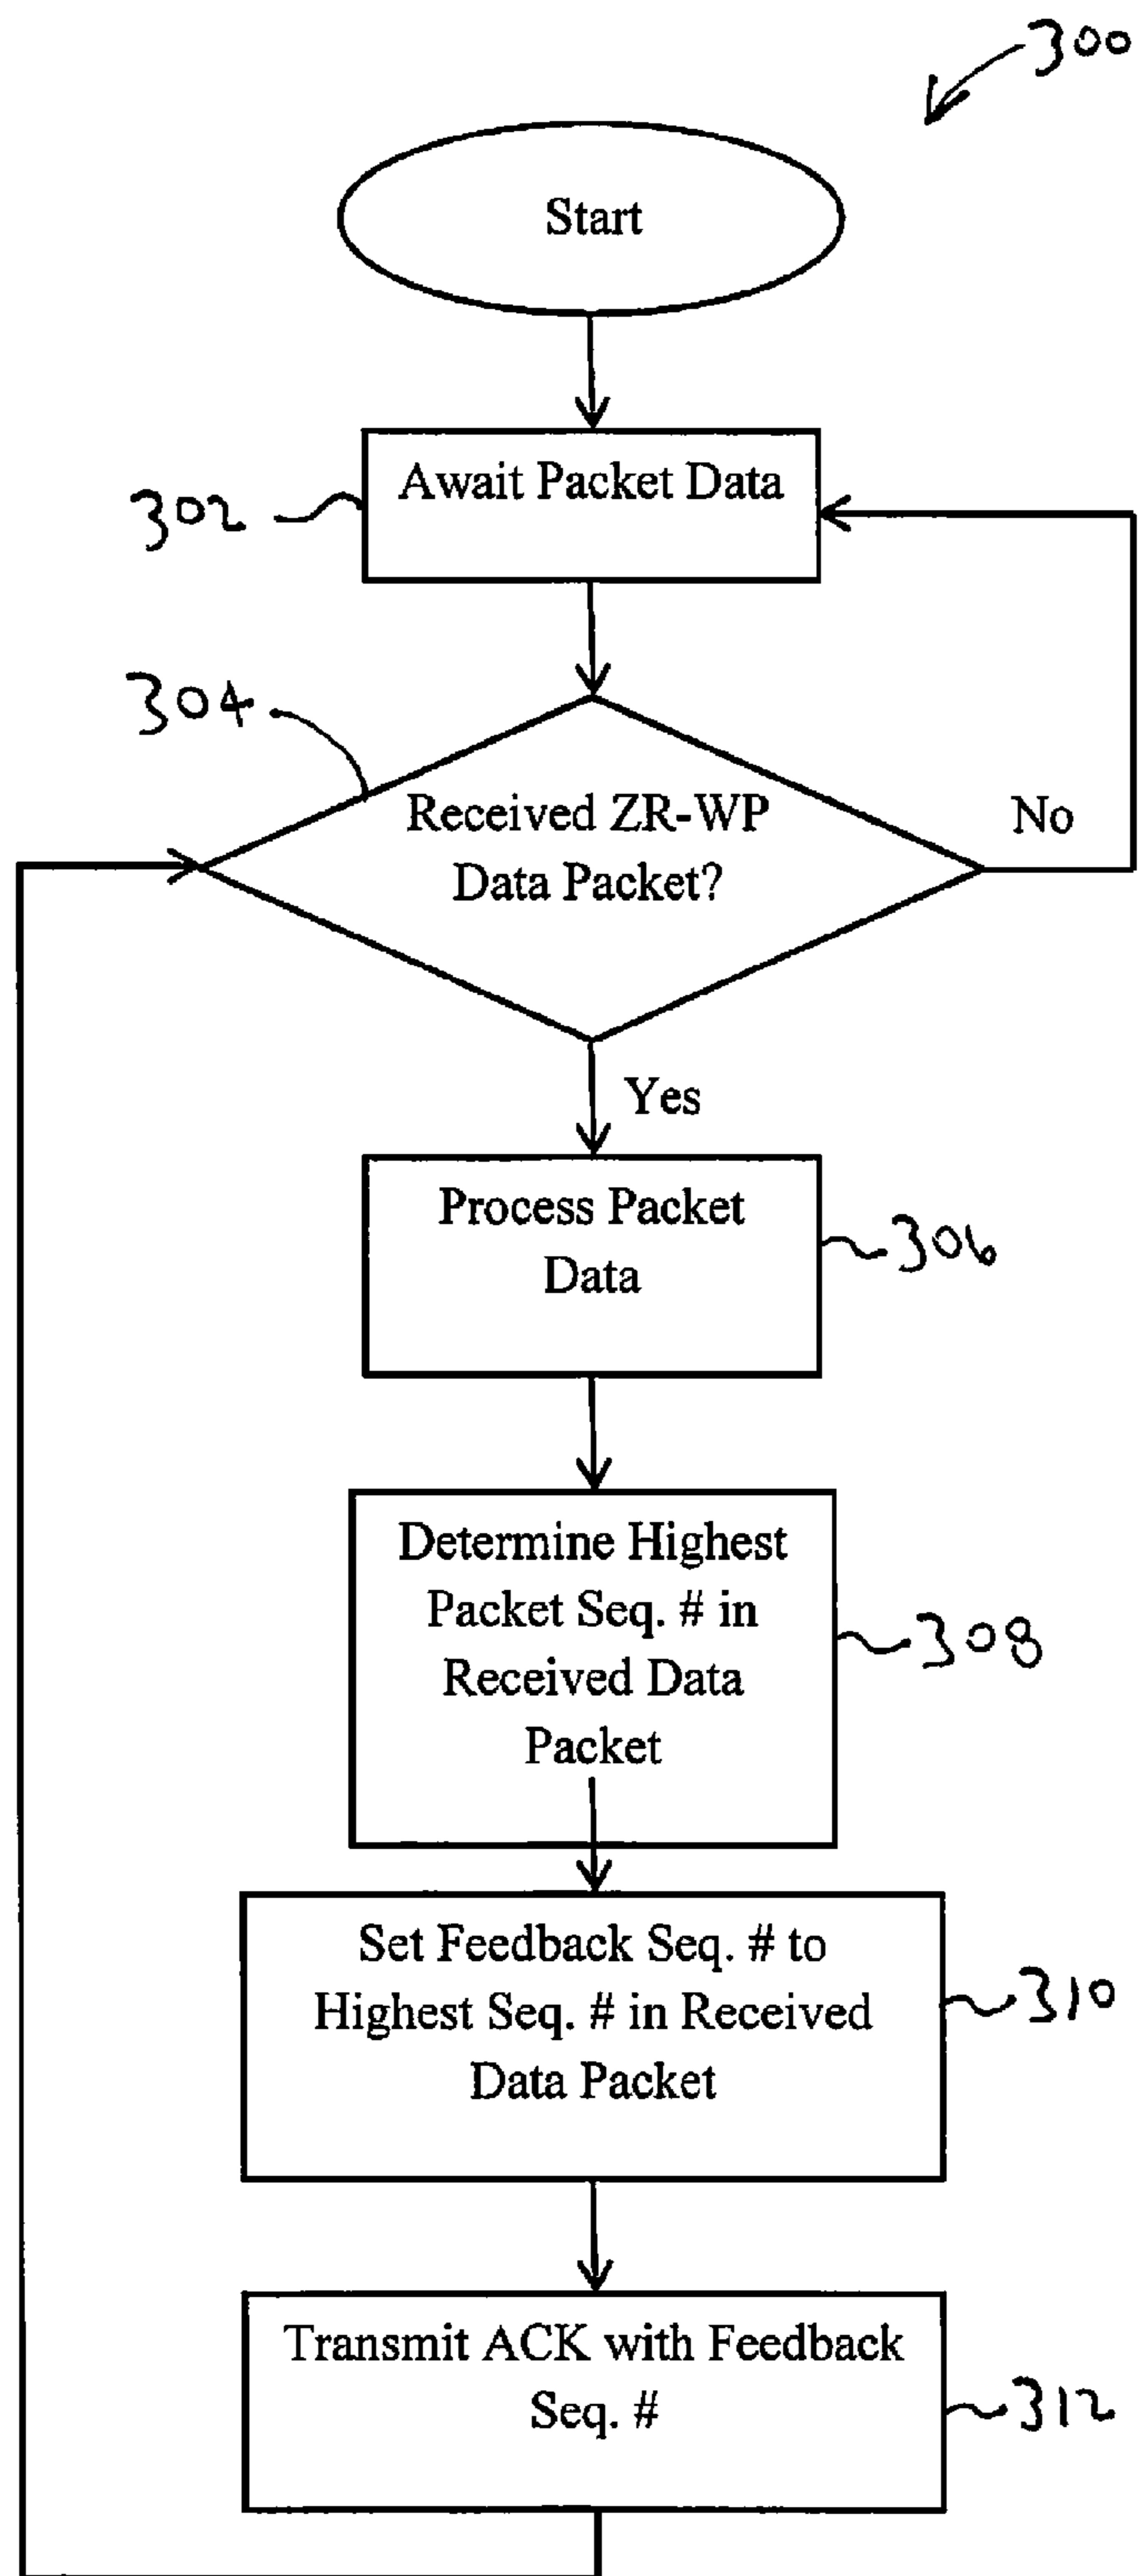 300
Start
Await Packet Data
302
304
Received ZR-WP
Data Packet?
No
Yes
Process Packet
Data
306
Determine Highest
Packet Seq. # in
Received Data
Packet
308
Set Feedback Seq. # to
Highest Seq. # in Received
Data Packet
310
Transmit ACK with Feedback
Seq. #
312